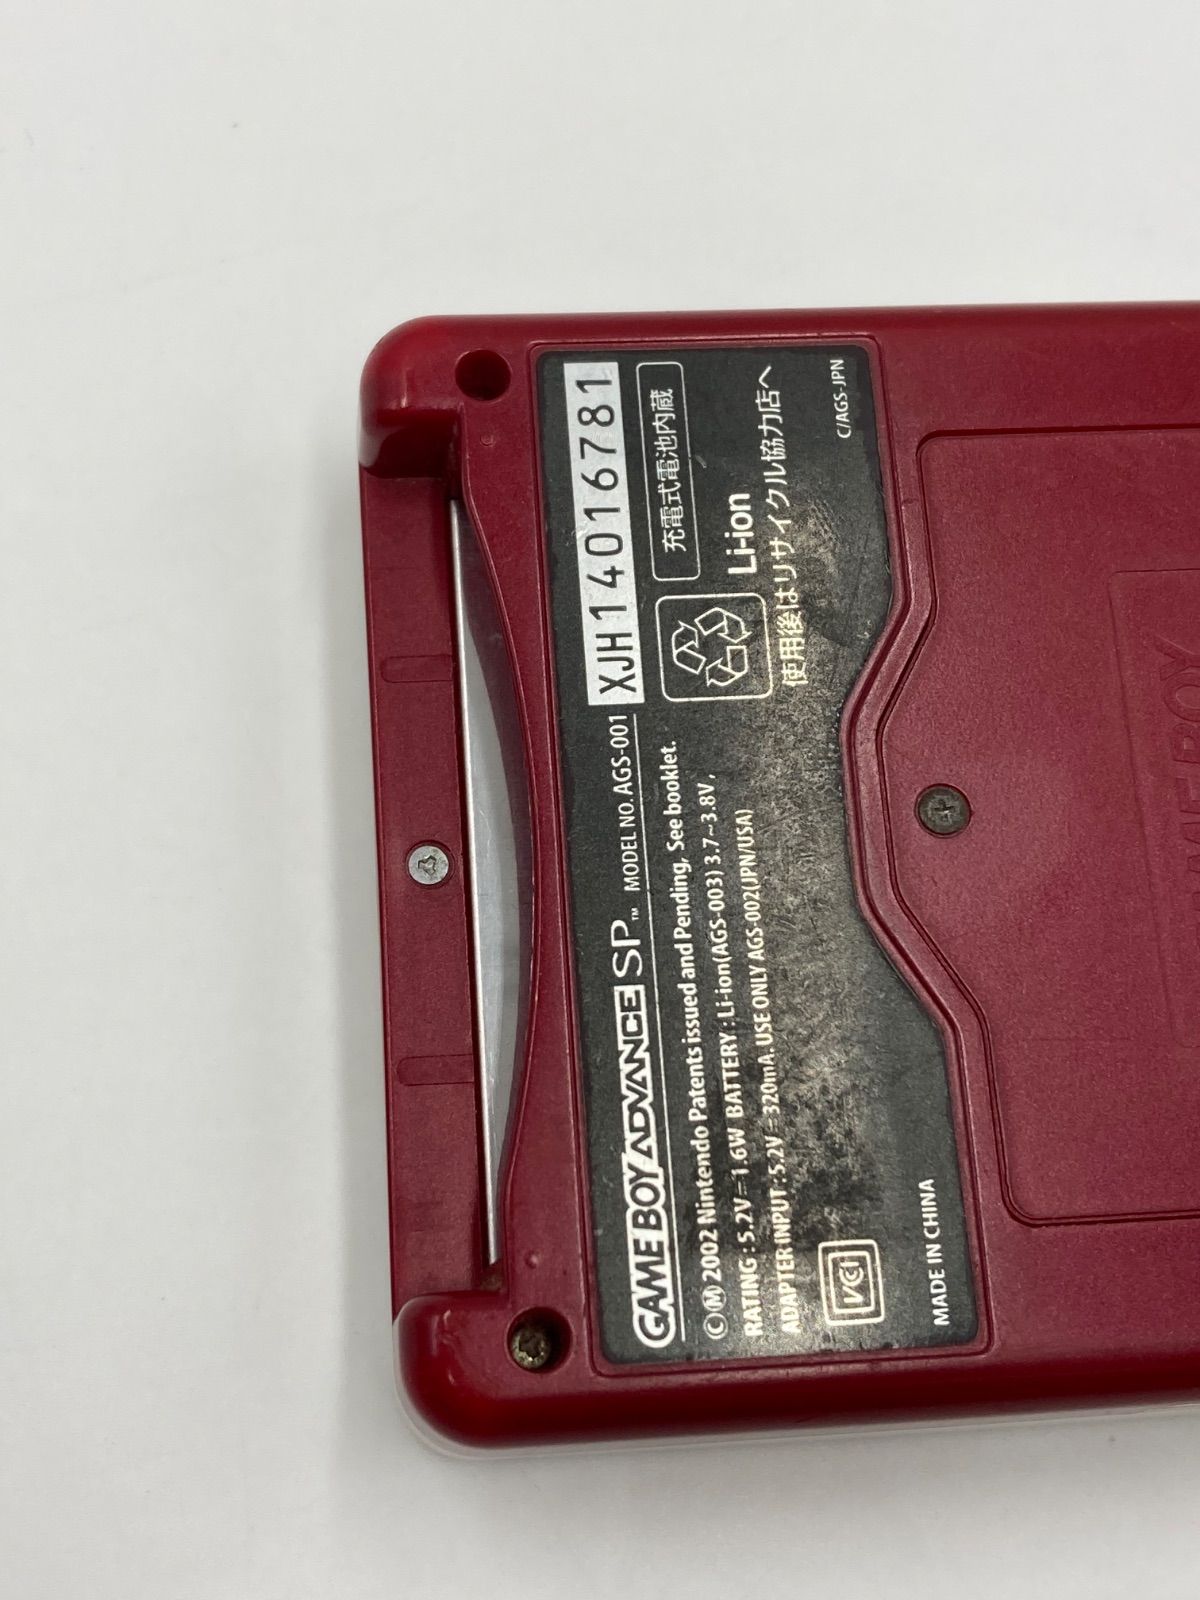 GAME BOY ADVANCE SP™ MODEL NO. AGS-001 XJH14016781
©Ⓜ2002 Nintendo Patents issued and Pending, See booklet.
RATING : 5.2V⎓1.6W BATTERY : Li-ion(AGS-003) 3.7~3.8V,
ADAPTER INPUT : 5.2V⎓320mA. USE ONLY AGS-002(JPN/USA)
充電式電池内蔵
Li-ion
使用後はリサイクル協力店へ
VCI
MADE IN CHINA
C/AGS-JPN